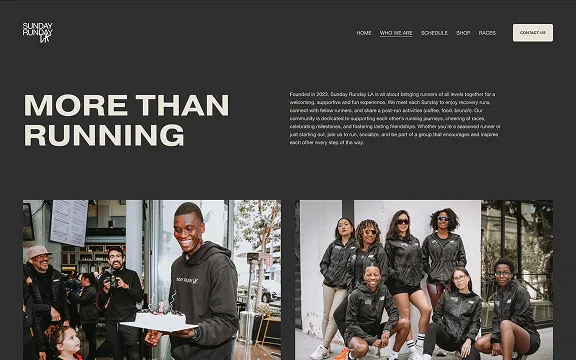 SUNDAY
RUNDAY
LA
HOME
WHO WE ARE
SCHEDULE
SHOP
RACES
CONTACT US
MORE THAN
RUNNING
Founded in 2023, Sunday Runday LA is all about bringing runners of all levels together for a
welcoming, supportive and fun experience. We meet each Sunday to enjoy recovery runs,
connect with fellow runners, and share a post-run activities (coffee, food, brunch). Our
community is dedicated to supporting each other's running journeys, cheering at races,
celebrating milestones, and fostering lasting friendships. Whether you're a seasoned runner or
just starting out, join us to run, socialize, and be part of a group that encourages and inspires
each other every step of the way.